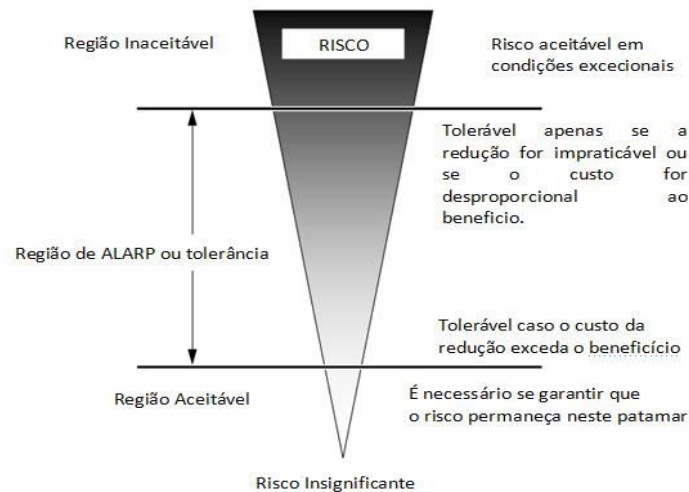 Região Inaceitável
RISCO
Risco aceitável em
condições excecionais
Tolerável apenas se a
redução for impraticável ou
se o custo for
desproporcional ao
beneficio.
Região de ALARP ou tolerância
Tolerável caso o custo da
redução exceda o beneficício
Região Aceitável
É necessário se garantir que
o risco permaneça neste patamar
Risco Insignificante